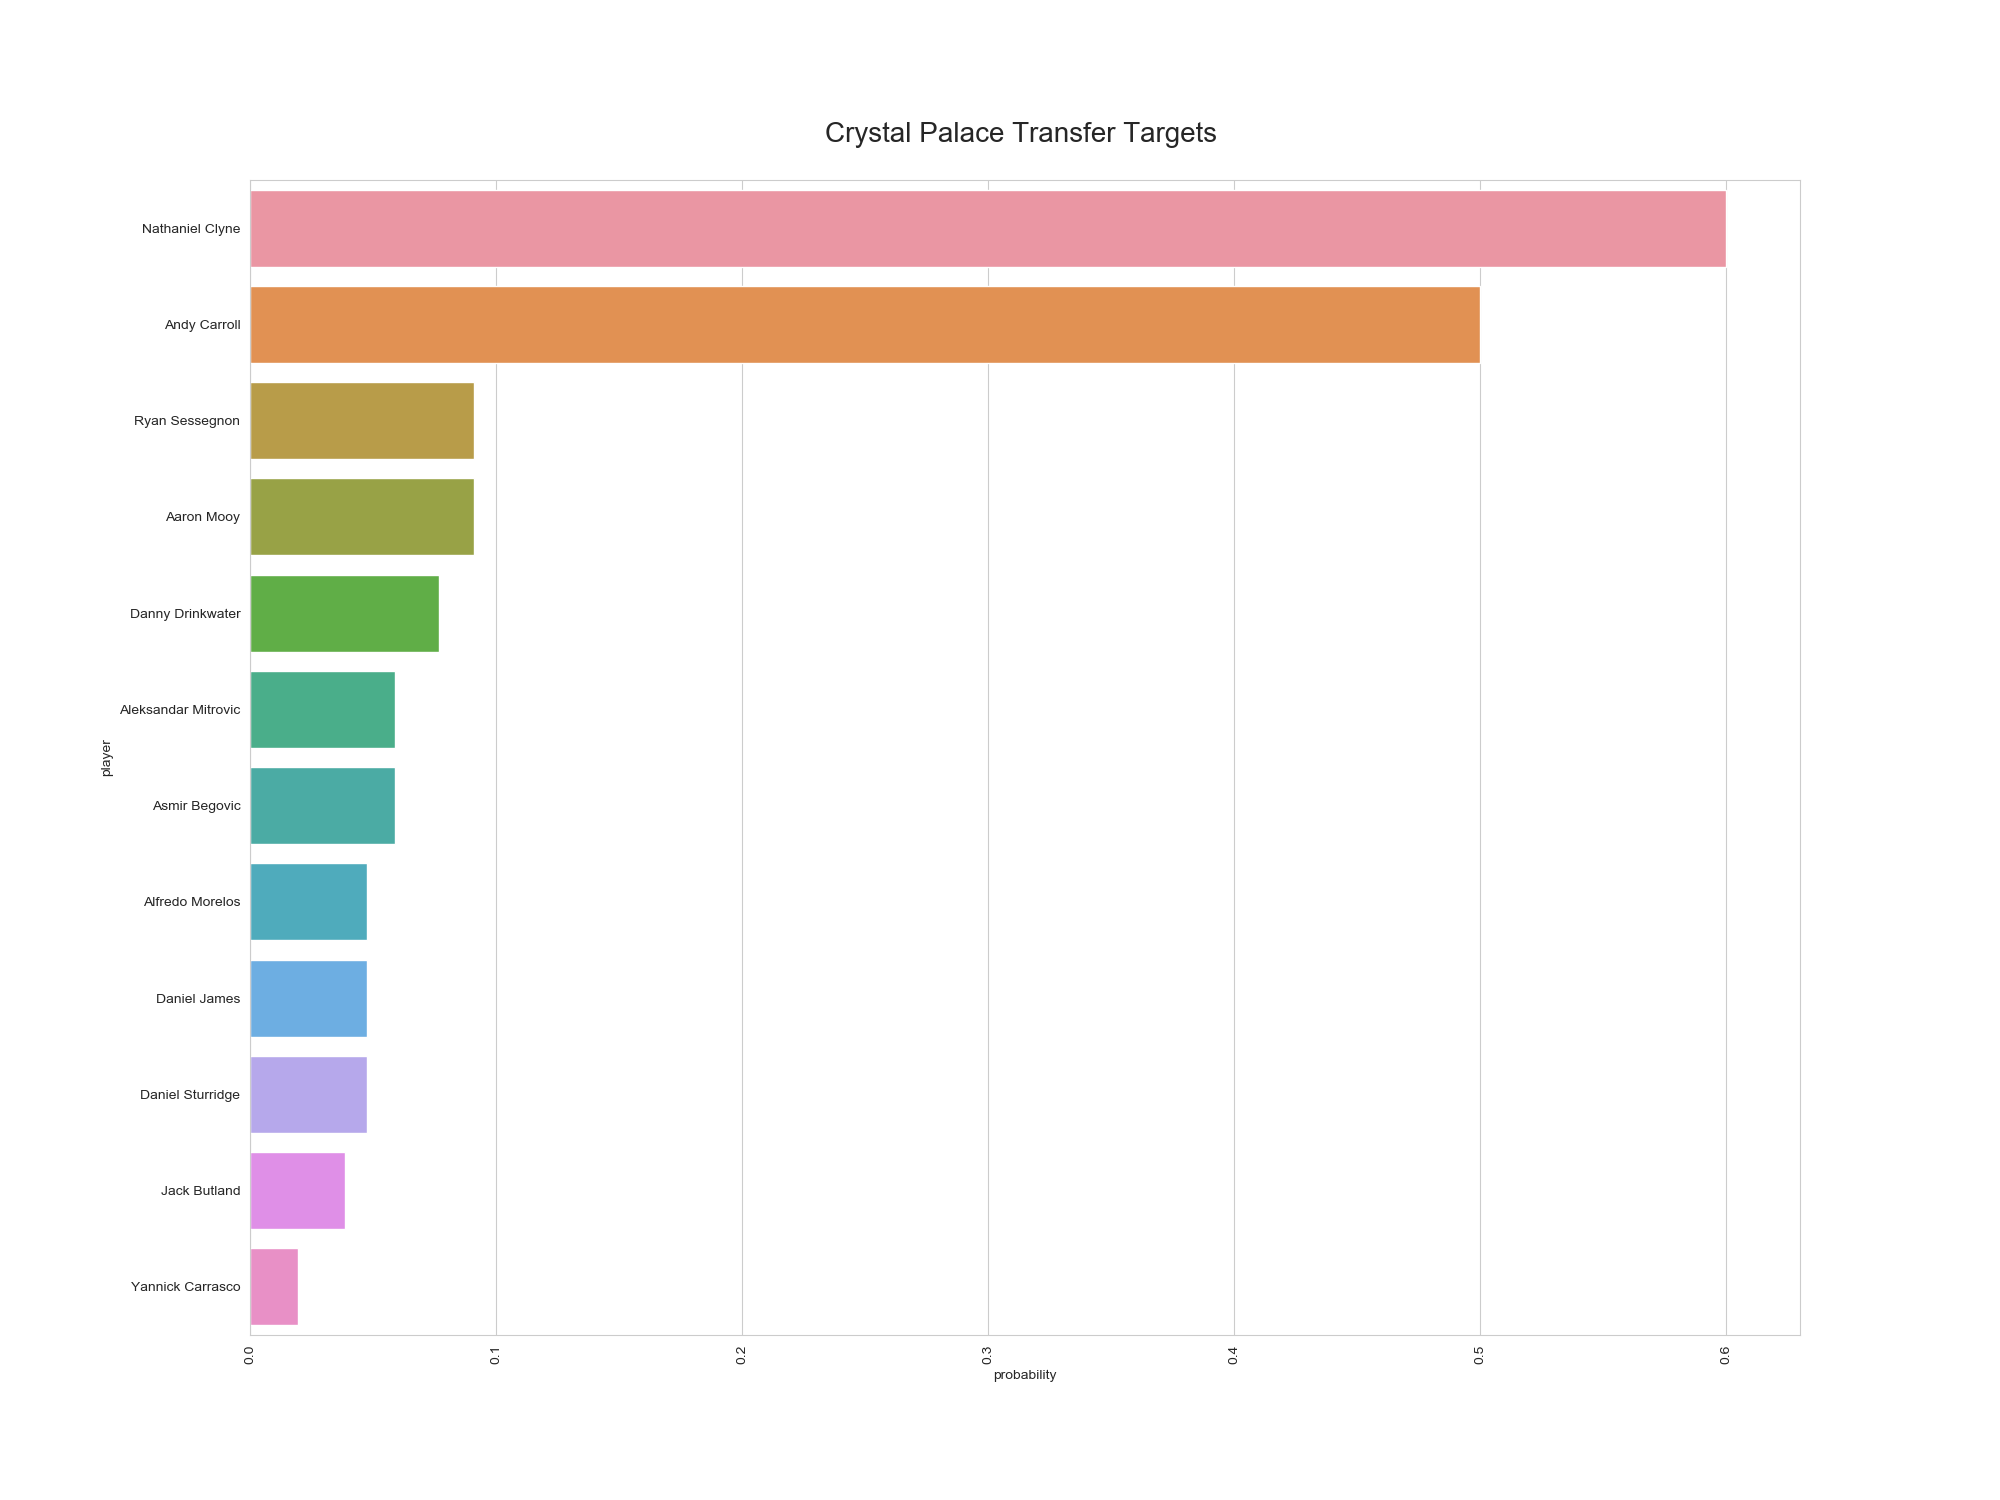 Crystal Palace Transfer Targets
Nathaniel Clyne
Andy Carroll
Ryan Sessegnon
Aaron Mooy
Danny Drinkwater
Aleksandar Mitrovic
player
Asmir Begovic
Alfredo Morelos
Daniel James
Daniel Sturridge
Jack Butland
Yannick Carrasco
0.0
0.1
0.2
0.3
0.4
0.5
0.6
probability